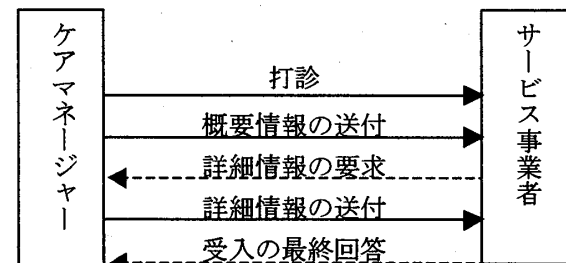 ケアマネージャー
打診
概要情報の送付
詳細情報の要求
詳細情報の送付
受入の最終回答
サービス事業者